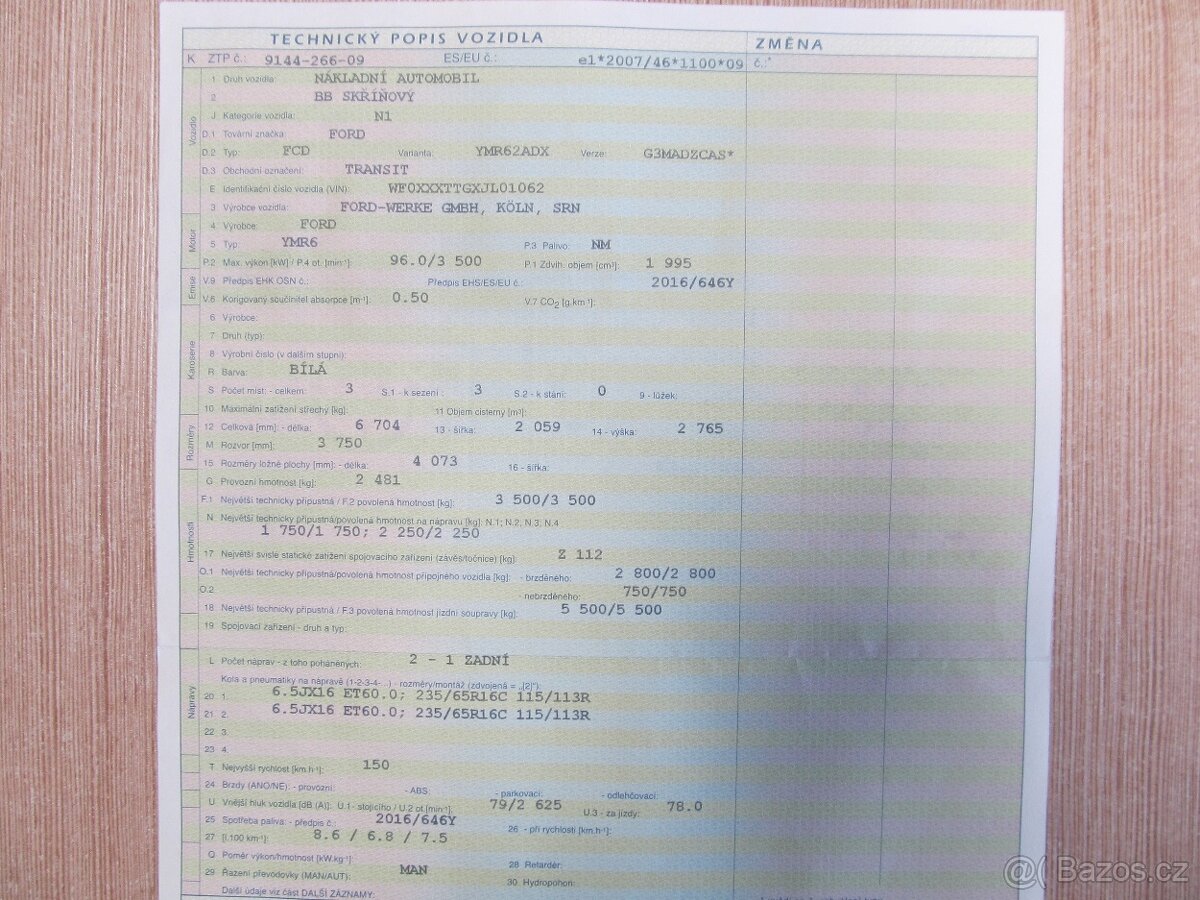 TECHNICKÝ POPIS VOZIDLA ZMĚNA
K ZTP č.: 9144-266-09 ES/EU č.: e1*2007/46*1100*09 č.:*
Vozidlo
1 Druh vozidla: NÁKLADNÍ AUTOMOBIL
2 BB SKŘÍŇOVÝ
J Kategorie vozidla: N1
D.1 Tovární značka: FORD
D.2 Typ: FCD Varianta: YMR62ADX Verze: G3MADZCAS*
D.3 Obchodní označení: TRANSIT
E Identifikační číslo vozidla (VIN): WF0XXXTTGXJL01062
3 Výrobce vozidla: FORD-WERKE GMBH, KÖLN, SRN
Motor
4 Výrobce: FORD
5 Typ: YMR6 P.3 Palivo: NM
P.2 Max. výkon [kW] / P.4 ot. [min⁻¹]: 96.0/3 500 P.1 Zdvih. objem [cm³]: 1 995
Emise
V.9 Předpis EHK OSN č.: Předpis EHS/ES/EU č.: 2016/646Y
V.6 Korigovaný součinitel absorpce [m⁻¹]: 0.50 V.7 CO₂ [g.km⁻¹]:
Karoserie
6 Výrobce:
7 Druh (typ):
8 Výrobní číslo (v dalším stupni):
R Barva: BÍLÁ
S Počet míst: - celkem: 3 S.1 - k sezení: 3 S.2 - k stání: 0 9 - lůžek:
10 Maximální zatížení střechy [kg]: 11 Objem cisterny [m³]:
Rozměry
12 Celková [mm]: - délka: 6 704 13 - šířka: 2 059 14 - výška: 2 765
M Rozvor [mm]: 3 750
15 Rozměry ložné plochy [mm]: - délka: 4 073 16 - šířka:
Hmotnosti
G Provozní hmotnost [kg]: 2 481
F.1 Největší technicky přípustná / F.2 povolená hmotnost [kg]: 3 500/3 500
N Největší technicky přípustná/povolená hmotnost na nápravu [kg]: N.1; N.2, N.3; N.4
1 750/1 750; 2 250/2 250
17 Největší svislé statické zatížení spojovacího zařízení (závěs/točnice) [kg]: Z 112
O.1 Největší technicky přípustná/povolená hmotnost přípojného vozidla [kg]: - brzděného: 2 800/2 800
O.2 - nebrzděného: 750/750
18 Největší technicky přípustná / F.3 povolená hmotnost jízdní soupravy [kg]: 5 500/5 500
19 Spojovací zařízení - druh a typ:
Nápravy
L Počet náprav - z toho poháněných: 2 - 1 ZADNÍ
Kola a pneumatiky na nápravě (1-2-3-4-...) - rozměry/montáž (zdvojená = „[2]“):
20 1. 6.5JX16 ET60.0; 235/65R16C 115/113R
21 2. 6.5JX16 ET60.0; 235/65R16C 115/113R
22 3.
23 4.
T Nejvyšší rychlost [km.h⁻¹]: 150
24 Brzdy (ANO/NE): - provozní: - ABS: - parkovací: - odlehčovací:
U Vnější hluk vozidla [dB (A)]: U.1 - stojícího / U.2 ot. [min⁻¹]: 79/2 625 U.3 - za jízdy: 78.0
25 Spotřeba paliva: - předpis č.: 2016/646Y 26 - při rychlosti [km.h⁻¹]:
27 [l.100 km⁻¹]: 8.6 / 6.8 / 7.5
Q Poměr výkon/hmotnost [kW.kg⁻¹]: 28 Retardér:
29 Řazení převodovky (MAN/AUT): MAN 30 Hydropohon:
Další údaje viz část DALŠÍ ZÁZNAMY:
@( Bazos.cz